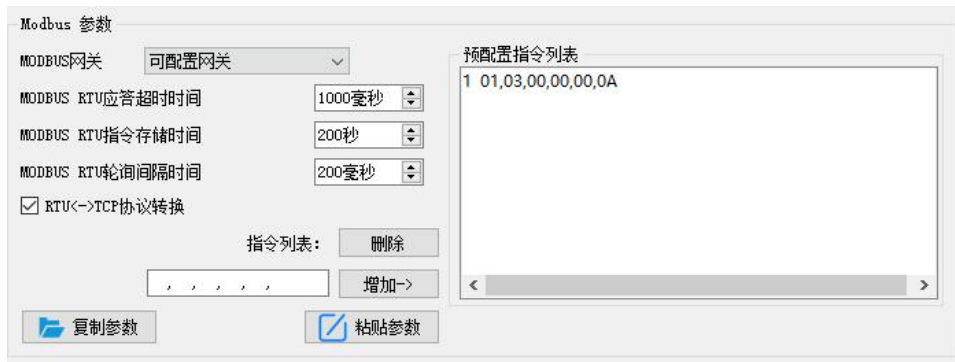 Modbus 参数
MODBUS网关 可配置网关
MODBUS RTU应答超时时间 1000毫秒
MODBUS RTU指令存储时间 200秒
MODBUS RTU轮询间隔时间 200毫秒
RTU<->TCP协议转换
指令列表： 删除
, , , , , 增加->
复制参数 粘贴参数
预配置指令列表
1 01,03,00,00,00,0A